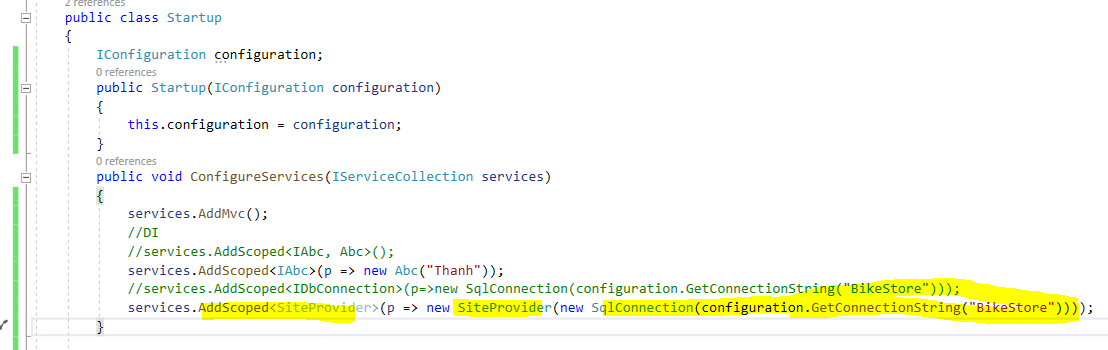 2 references
public class Startup
{
IConfiguration configuration;
0 references
public Startup(IConfiguration configuration)
{
this.configuration = configuration;
}
0 references
public void ConfigureServices(IServiceCollection services)
{
services.AddMvc();
//DI
//services.AddScoped<IAbc, Abc>();
services.AddScoped<IAbc>(p => new Abc("Thanh"));
//services.AddScoped<IDbConnection>(p=>new SqlConnection(configuration.GetConnectionString("BikeStore")));
services.AddScoped<SiteProvider>(p => new SiteProvider(new SqlConnection(configuration.GetConnectionString("BikeStore"))));
}